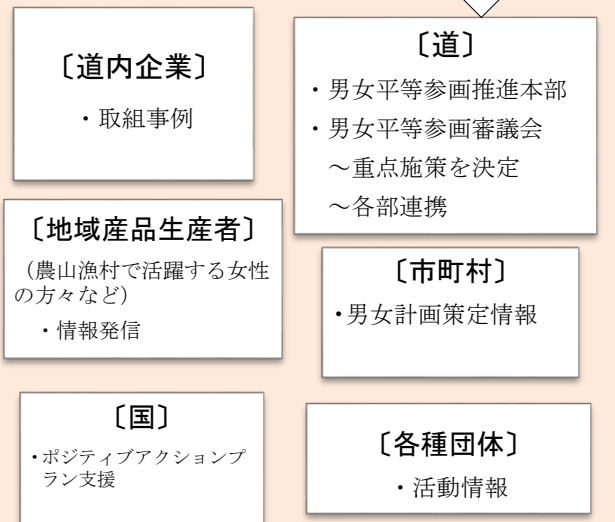 〔道内企業〕
・取組事例
〔道〕
・男女平等参画推進本部
・男女平等参画審議会
～重点施策を決定
～各部連携
〔地域産品生産者〕
（農山漁村で活躍する女性
の方々など）
・情報発信
〔市町村〕
・男女計画策定情報
〔国〕
・ポジティブアクションプ
ラン支援
〔各種団体〕
・活動情報